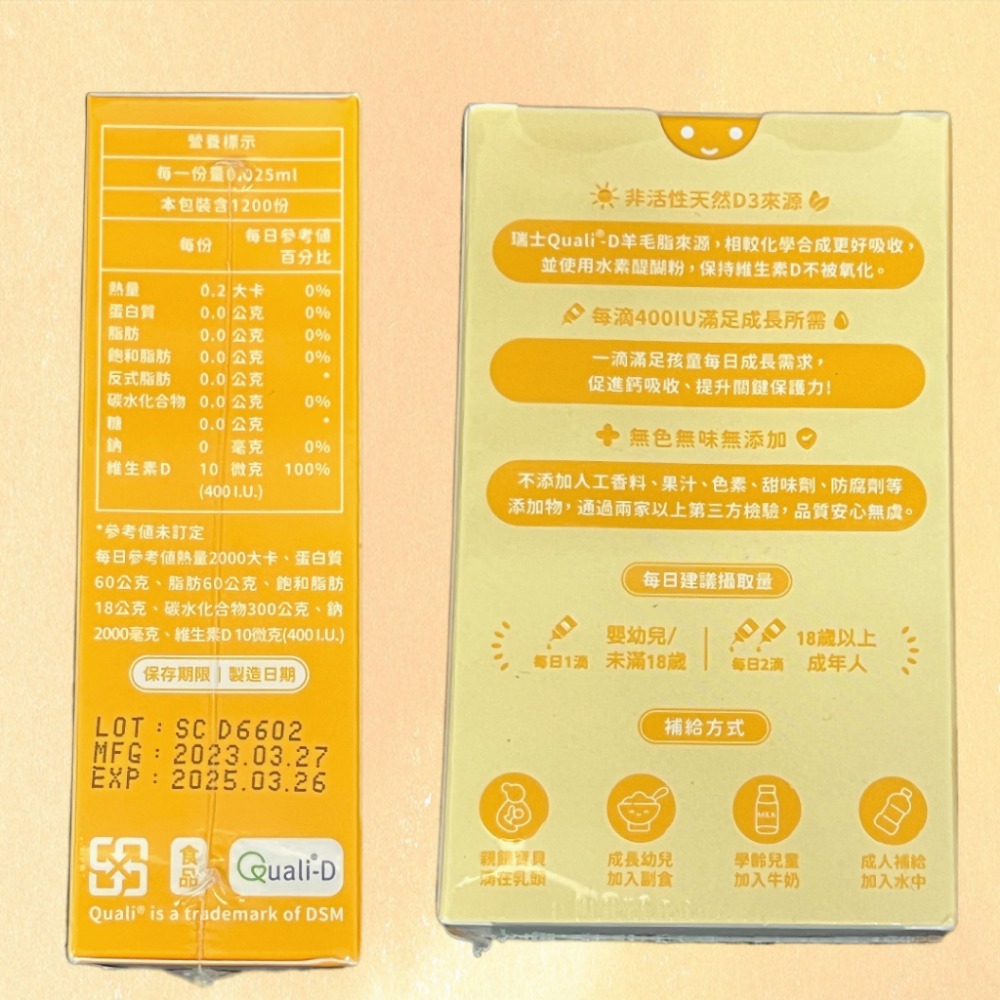 營養標示
每一份量0.025ml
本包裝含1200份
每份 每日參考值百分比
熱量 0.2 大卡 0%
蛋白質 0.0 公克 0%
脂肪 0.0 公克 0%
飽和脂肪 0.0 公克 0%
反式脂肪 0.0 公克 *
碳水化合物 0.0 公克 0%
糖 0.0 公克 *
鈉 0 毫克 0%
維生素D 10 微克 100%
(400 I.U.)
*參考值未訂定
每日參考值熱量2000大卡、蛋白質
60公克、脂肪60公克、飽和脂肪
18公克、碳水化合物300公克、鈉
2000毫克、維生素D 10微克(400 I.U.)
保存期限 | 製造日期
LOT : SC D6602
MFG : 2023.03.27
EXP : 2025.03.26
食品
Quali®-D
Quali® is a trademark of DSM
非活性天然D3來源
瑞士Quali®-D羊毛脂來源，相較化學合成更好吸收，
並使用水素醍醐粉，保持維生素D不被氧化。
每滴400IU滿足成長所需
一滴滿足孩童每日成長需求，
促進鈣吸收、提升關鍵保護力!
無色無味無添加
不添加人工香料、果汁、色素、甜味劑、防腐劑等
添加物，通過兩家以上第三方檢驗，品質安心無虞。
每日建議攝取量
每日1滴
嬰幼兒/
未滿18歲
每日2滴
18歲以上
成年人
補給方式
MILK
親餵寶貝
滴在乳頭
成長幼兒
加入副食
學齡兒童
加入牛奶
成人補給
加入水中